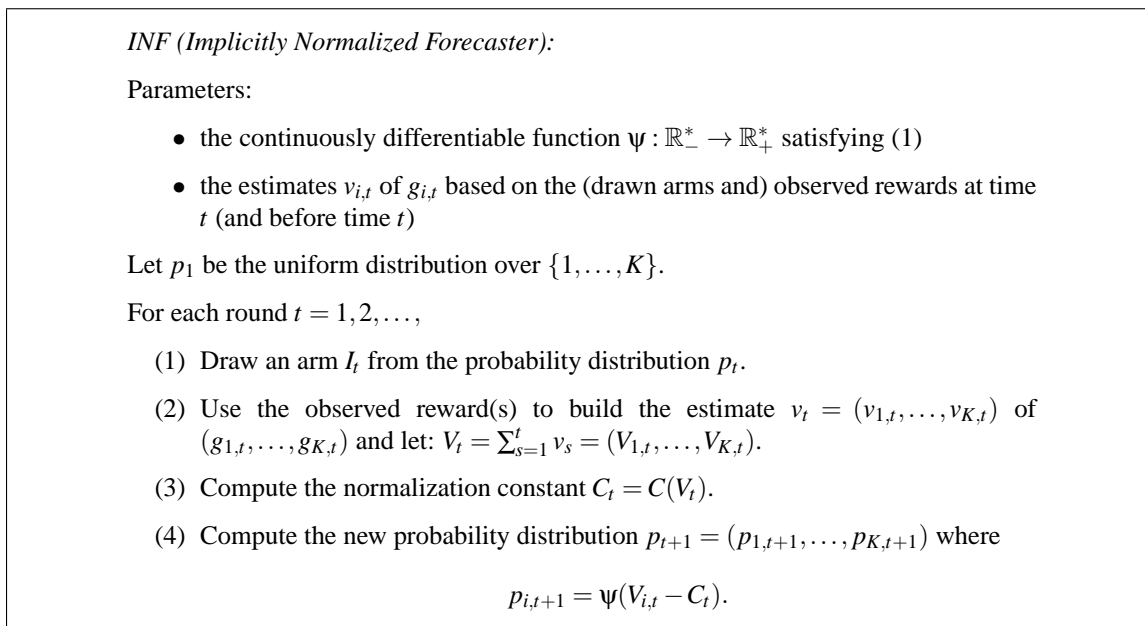 INF (Implicitly Normalized Forecaster):
Parameters:
• the continuously differentiable function ψ : ℝ*₋ → ℝ*₊ satisfying (1)
• the estimates v_{i,t} of g_{i,t} based on the (drawn arms and) observed rewards at time
t (and before time t)
Let p₁ be the uniform distribution over {1,...,K}.
For each round t = 1,2,...,
(1) Draw an arm I_t from the probability distribution p_t.
(2) Use the observed reward(s) to build the estimate v_t = (v_{1,t},...,v_{K,t}) of
(g_{1,t},...,g_{K,t}) and let: V_t = ∑_{s=1}^{t} v_s = (V_{1,t},...,V_{K,t}).
(3) Compute the normalization constant C_t = C(V_t).
(4) Compute the new probability distribution p_{t+1} = (p_{1,t+1},...,p_{K,t+1}) where
p_{i,t+1} = ψ(V_{i,t} − C_t).